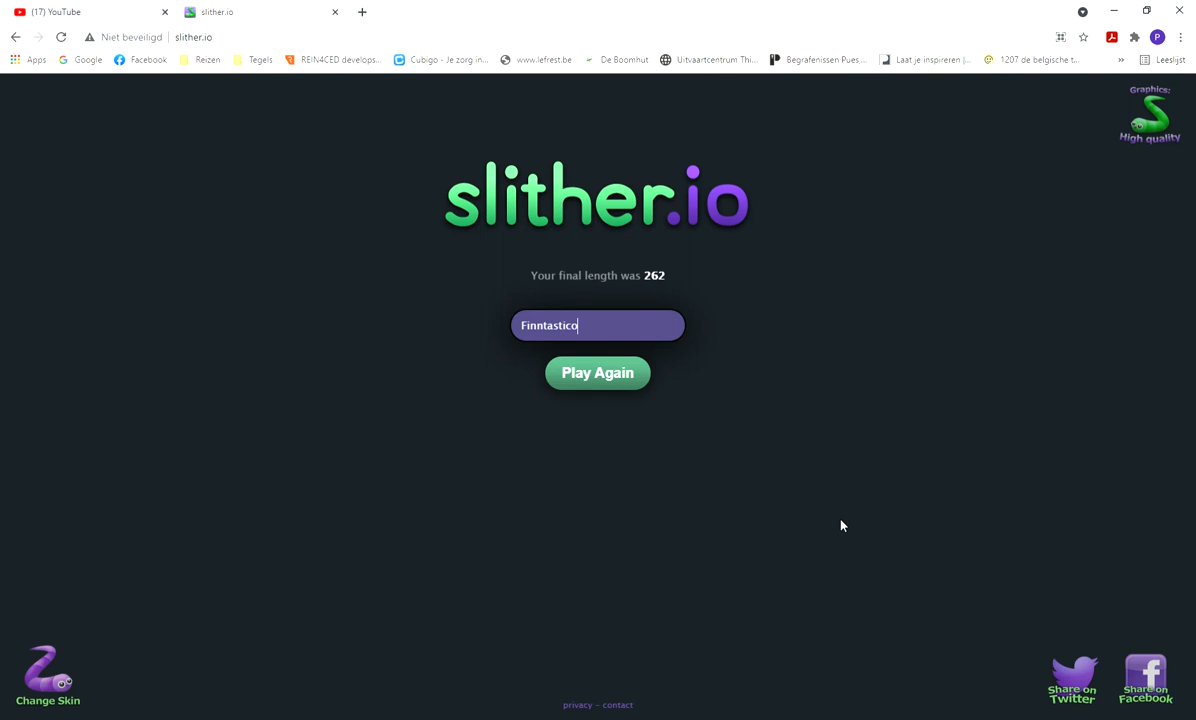 (17) YouTube
slither.io
Niet beveiligd
slither.io
Apps
Google
Facebook
Reizen
Tegels
REIN4CED develops...
Cubigo - Je zorg in...
www.lefrest.be
De Boomhut
Uitvaartcentrum Thi...
Begrafenissen Pues,...
Laat je inspireren |...
1207 de belgische t...
»
Leeslijst
P
Graphics:
High quality
slither.io
Your final length was 262
Finntastico
Play Again
Change Skin
privacy - contact
Share on
Twitter
Share on
Facebook